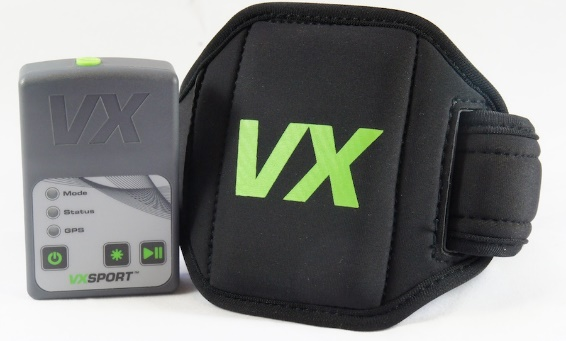 VX
Mode
Status
GPS
VXSPORT™
VX